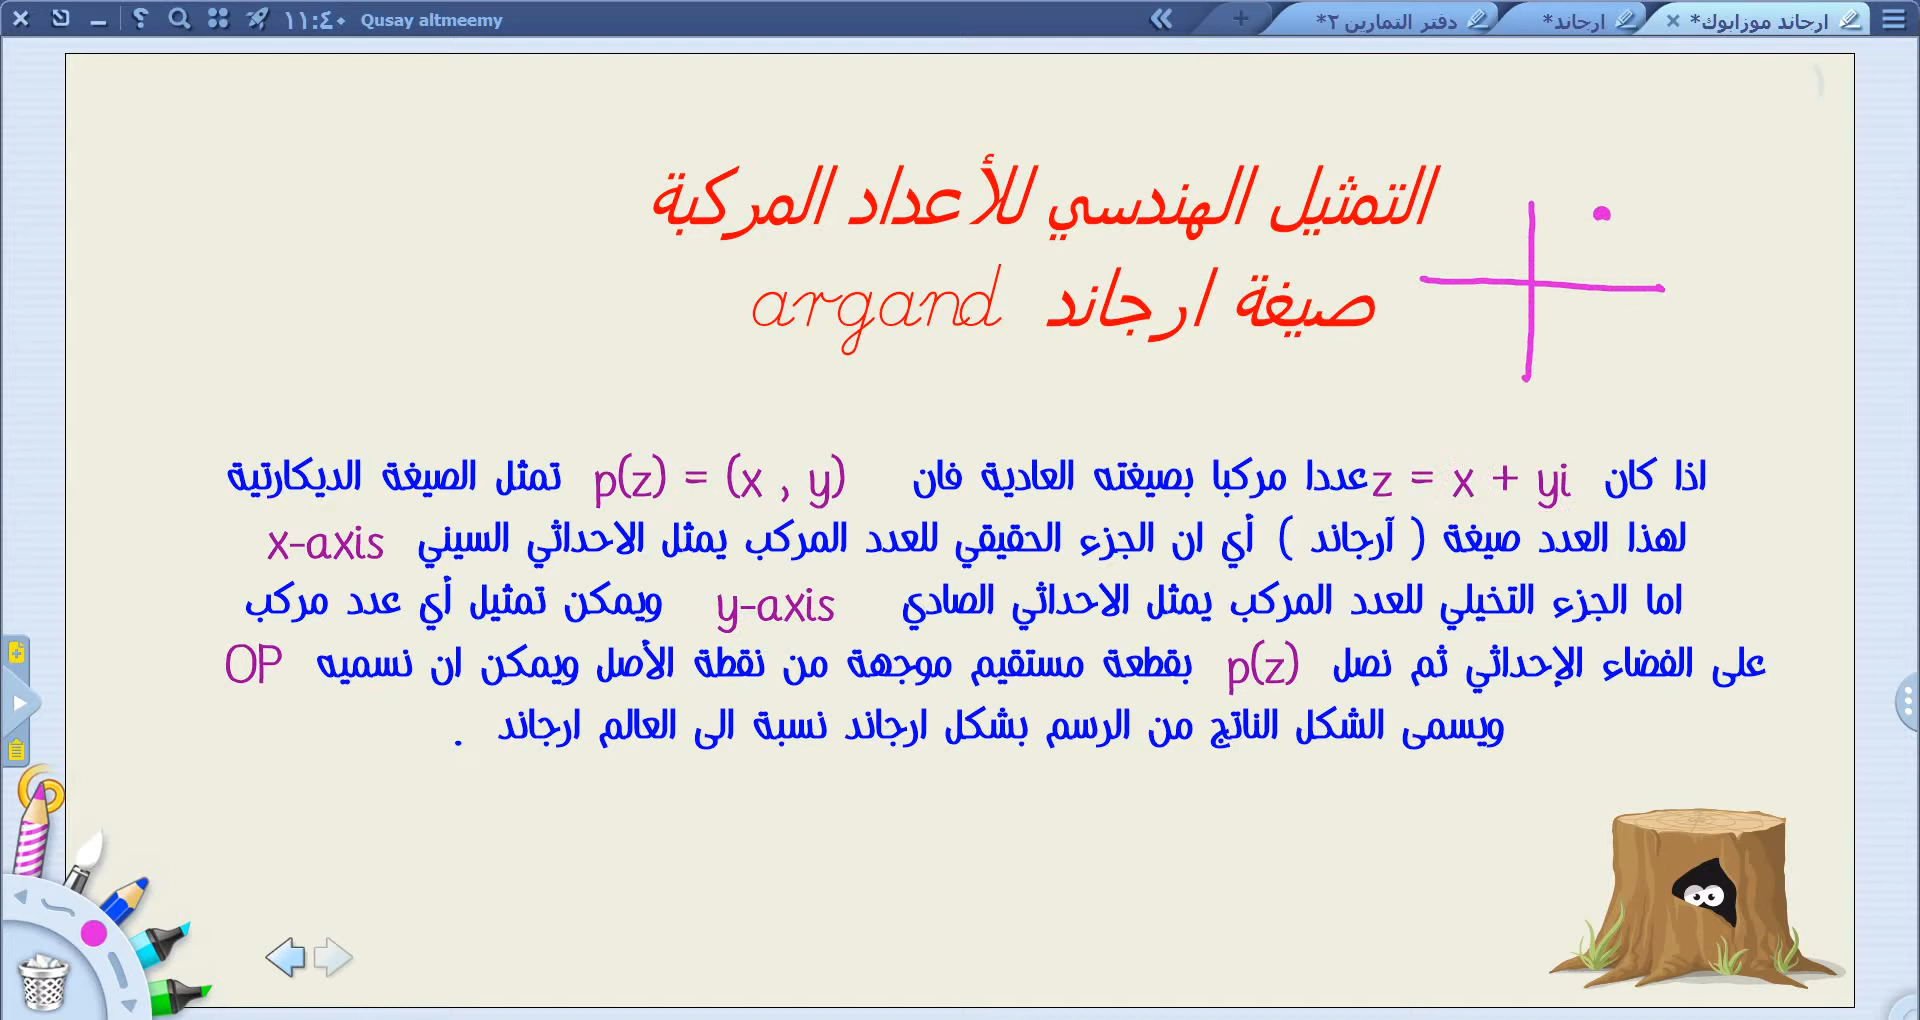 ١١:٤٠ Qusay altmeemy
ارجاند موزابوك*
ارجاند*
دفتر التمارين ٢*
التمثيل الهندسي للأعداد المركبة
صيغة ارجاند argand
اذا كان z = x + yi عددا مركبا بصيغته العادية فان p(z) = (x , y) تمثل الصيغة الديكارتية
لهذا العدد صيغة ( آرجاند ) أي ان الجزء الحقيقي للعدد المركب يمثل الاحداثي السيني x-axis
اما الجزء التخيلي للعدد المركب يمثل الاحداثي الصادي y-axis ويمكن تمثيل أي عدد مركب
على الفضاء الإحداثي ثم نصل p(z) بقطعة مستقيم موجهة من نقطة الأصل ويمكن ان نسميه OP
ويسمى الشكل الناتج من الرسم بشكل ارجاند نسبة الى العالم ارجاند .